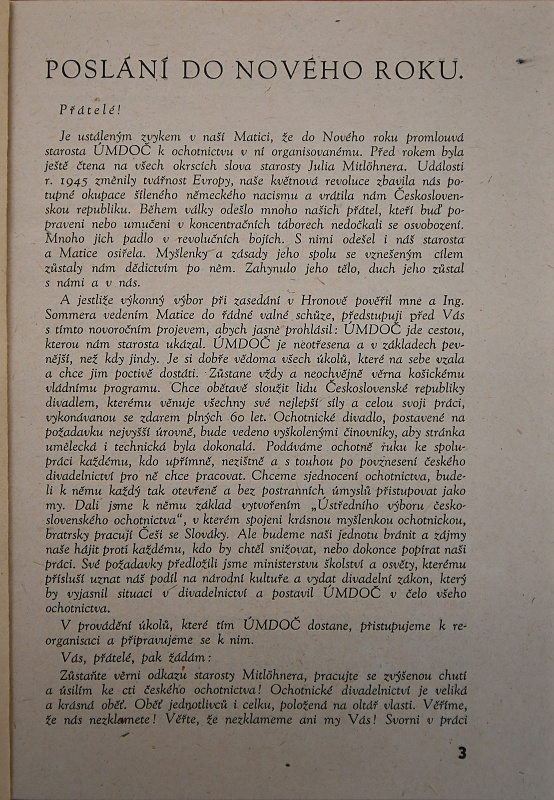 POSLÁNÍ DO NOVÉHO ROKU.
Přátelé!
Je ustáleným zvykem v naší Matici, že do Nového roku promlouvá
starosta ÚMDOČ k ochotnictvu v ní organisovanému. Před rokem byla
ještě čtena na všech okrscích slova starosty Julia Mitlöhnera. Události
r. 1945 změnily tvářnost Evropy, naše květnová revoluce zbavila nás po-
tupné okupace šíleného německého nacismu a vrátila nám Českosloven-
skou republiku. Během války odešlo mnoho našich přátel, kteří buď po-
praveni nebo umučeni v koncentračních táborech nedočkali se osvobození.
Mnoho jich padlo v revolučních bojích. S nimi odešel i náš starosta
a Matice osiřela. Myšlenky a zásady jeho spolu se vznešeným cílem
zůstaly nám dědictvím po něm. Zahynulo jeho tělo, duch jeho zůstal
s námi a v nás.
A jestliže výkonný výbor při zasedání v Hronově pověřil mne a Ing.
Sommera vedením Matice do řádné valné schůze, předstupuji před Vás
s tímto novoročním projevem, abych jasně prohlásil: ÚMDOČ jde cestou,
kterou nám starosta ukázal. ÚMDOČ je neotřesena a v základech pev-
nější, než kdy jindy. Je si dobře vědoma všech úkolů, které na sebe vzala
a chce jim poctivě dostáti. Zůstane vždy a neochvějně věrna košickému
vládnímu programu. Chce obětavě sloužit lidu Československé republiky
divadlem, kterému věnuje všechny své nejlepší síly a celou svoji práci,
vykonávanou se zdarem plných 60 let. Ochotnické divadlo, postavené na
požadavku nejvyšší úrovně, bude vedeno vyškolenými činovníky, aby stránka
umělecká i technická byla dokonalá. Podáváme ochotně ruku ke spolu-
práci každému, kdo upřímně, nezištně a s touhou po povznesení českého
divadelnictví pro ně chce pracovat. Chceme sjednocení ochotnictva, bude-
li k němu každý tak otevřeně a bez postranních úmyslů přistupovat jako
my. Dali jsme k němu základ vytvořením „Ústředního výboru česko-
slovenského ochotnictva“, v kterém spojeni krásnou myšlenkou ochotnickou,
bratrsky pracují Češi se Slováky. Ale budeme naši jednotu bránit a zájmy
naše hájit proti každému, kdo by chtěl snižovat, nebo dokonce popírat naši
práci. Své požadavky předložili jsme ministerstvu školství a osvěty, kterému
přísluší uznat náš podíl na národní kultuře a vydat divadelní zákon, který
by vyjasnil situaci v divadelnictví a postavil ÚMDOČ v čelo všeho
ochotnictva.
V provádění úkolů, které tím ÚMDOČ dostane, přistupujeme k re-
organisaci a připravujeme se k nim.
Vás, přátelé, pak žádám:
Zůstaňte věrni odkazů starosty Mitlöhnera, pracujte se zvýšenou chutí
a úsilím ke cti českého ochotnictva! Ochotnické divadelnictví je veliká
a krásná oběť. Oběť jednotlivců i celku, položená na oltář vlasti. Věříme,
že nás nezklamete! Věřte, že nezklameme ani my Vás! Svorni v práci
3